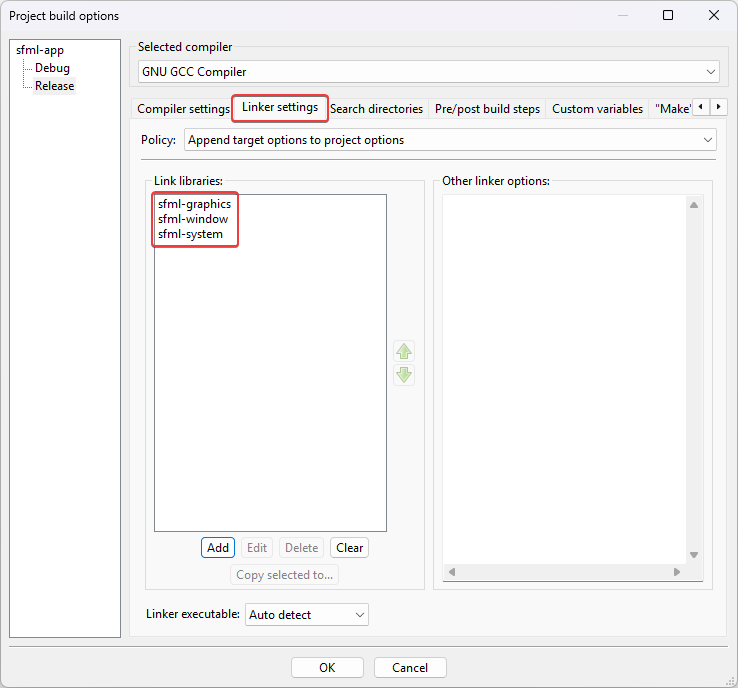 Project build options
sfml-app
Debug
Release
Selected compiler
GNU GCC Compiler
Compiler settings Linker settings Search directories Pre/post build steps Custom variables "Make"
Policy: Append target options to project options
Link libraries:
sfml-graphics
sfml-window
sfml-system
Other linker options:
Add Edit Delete Clear
Copy selected to...
Linker executable: Auto detect
OK Cancel